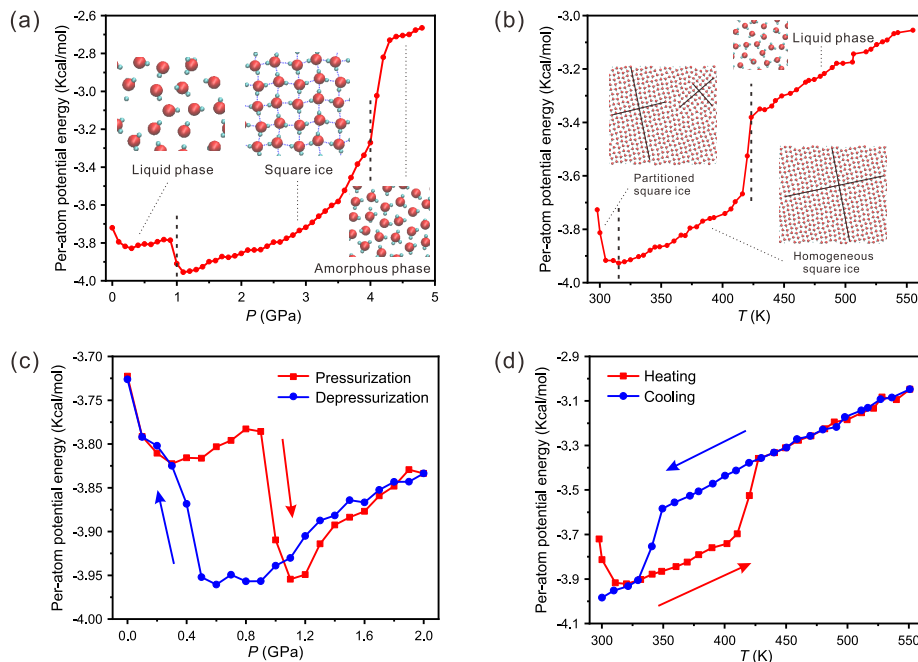 (a)
Per-atom potential energy (Kcal/mol)
-2.6
-2.8
-3.0
-3.2
-3.4
-3.6
-3.8
-4.0
Liquid phase
Square ice
Amorphous phase
0 1 2 3 4 5
P (GPa)
(b)
Per-atom potential energy (Kcal/mol)
-3.0
-3.2
-3.4
-3.6
-3.8
-4.0
Liquid phase
Partitioned
square ice
Homogeneous
square ice
300 350 400 450 500 550
T (K)
(c)
Per-atom potential energy (Kcal/mol)
-3.70
-3.75
-3.80
-3.85
-3.90
-3.95
-4.00
Pressurization
Depressurization
0.0 0.4 0.8 1.2 1.6 2.0
P (GPa)
(d)
Per-atom potential energy (Kcal/mol)
-2.9
-3.1
-3.3
-3.5
-3.7
-3.9
-4.1
Heating
Cooling
300 350 400 450 500 550
T (K)